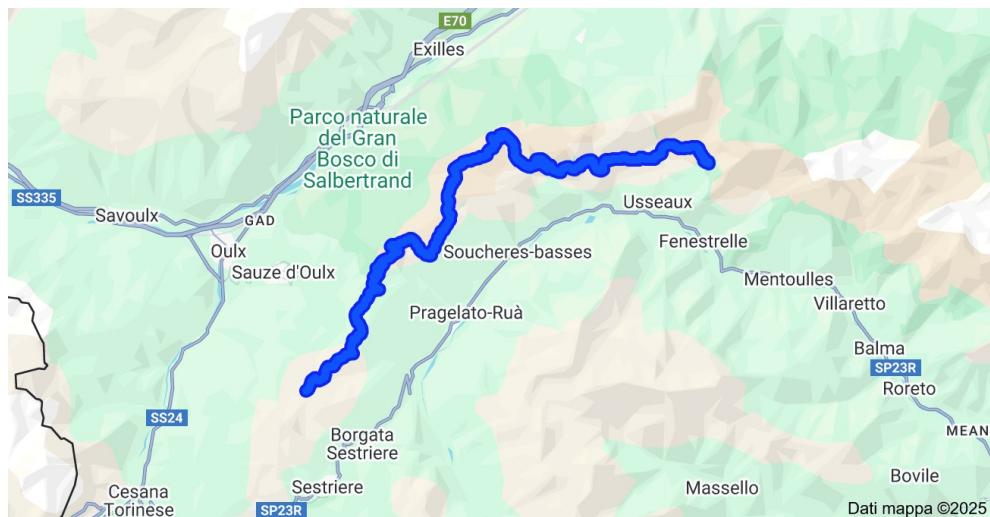 E70
Exilles
Parco naturale
del Gran
Bosco di
Salbertrand
SS335
Savoulx
GAD
Usseaux
Oulx
Soucheres-basses
Fenestrelle
Sauze d'Oulx
Mentoulles
Villaretto
Pragelato-Ruà
Balma
SP23R
Roreto
SS24
MEAN
Borgata
Sestriere
Bovile
Sestriere
Massello
Cesana
Torinese
SP23R
Dati mappa ©2025